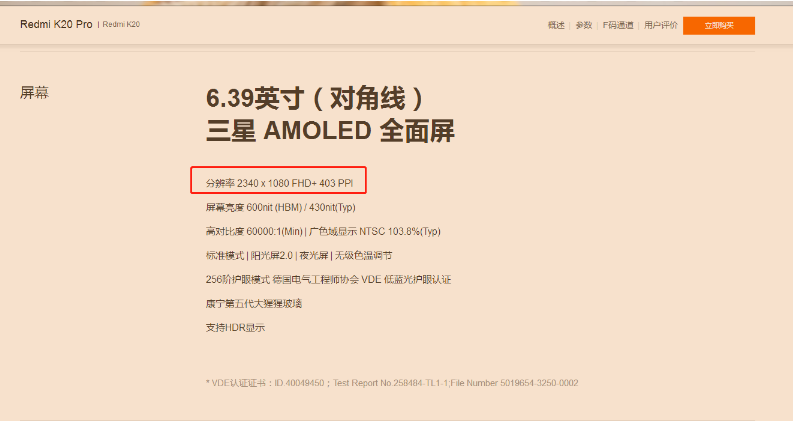 Redmi K20 Pro | Redmi K20 概述 | 参数 | F码通道 | 用户评价 立即购买
屏幕
6.39英寸（对角线）
三星 AMOLED 全面屏
分辨率 2340 x 1080 FHD+ 403 PPI
屏幕亮度 600nit (HBM) / 430nit(Typ)
高对比度 60000:1(Min) | 广色域显示 NTSC 103.8%(Typ)
标准模式 | 阳光屏2.0 | 夜光屏 | 无级色温调节
256阶护眼模式 德国电气工程师协会 VDE 低蓝光护眼认证
康宁第五代大猩猩玻璃
支持HDR显示
* VDE认证证书：ID 40049450；Test Report No.258484-TL1-1;File Number 5019654-3250-0002